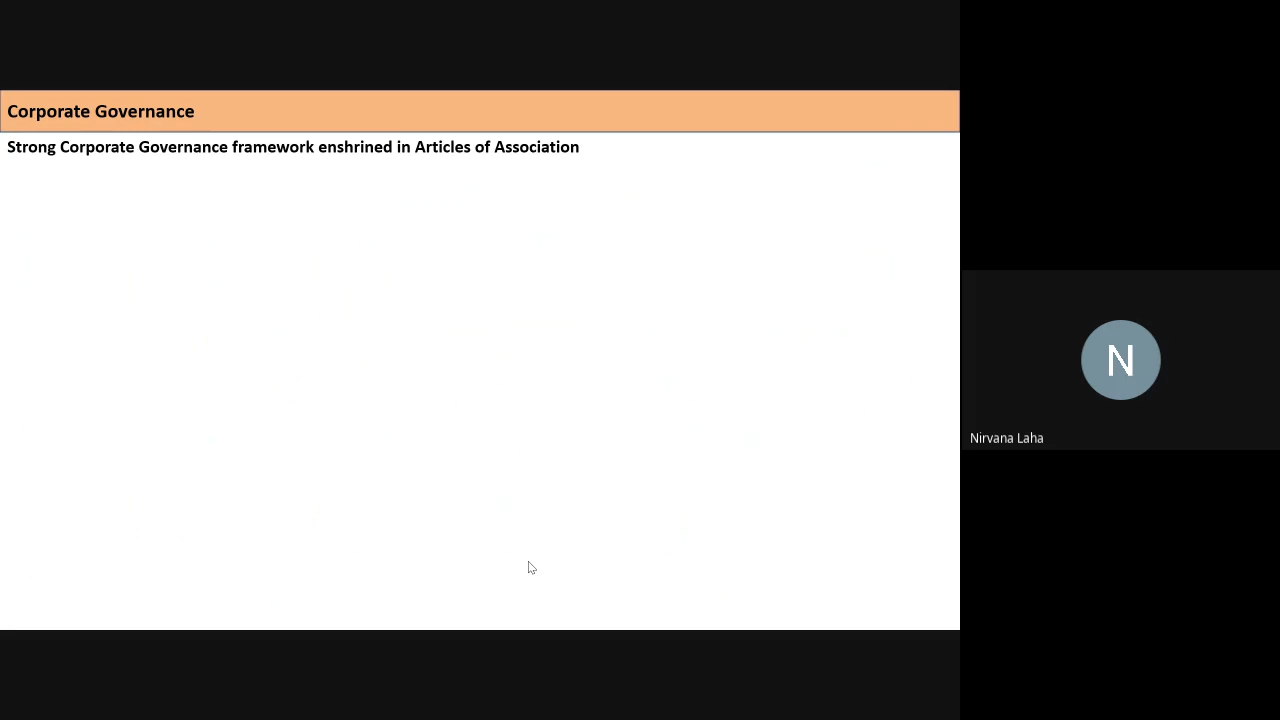 Corporate Governance
Strong Corporate Governance framework enshrined in Articles of Association
N
Nirvana Laha